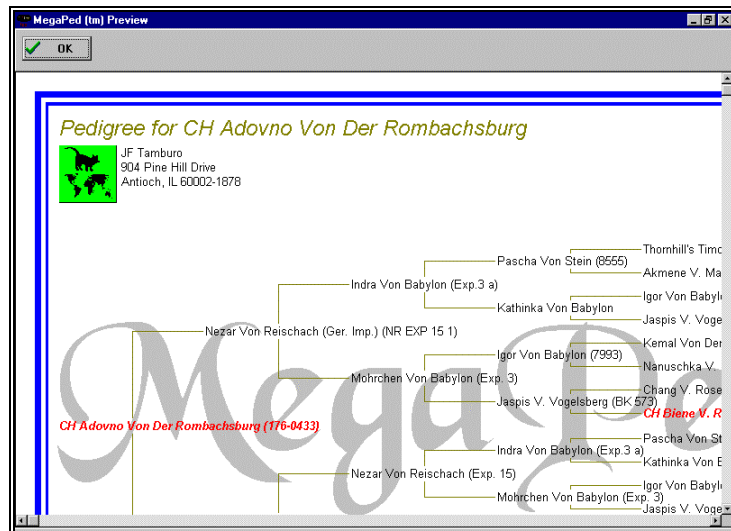 MegaPed (tm) Preview
OK
Pedigree for CH Adovno Von Der Rombachsburg
JF Tamburo
904 Pine Hill Drive
Antioch, IL 60002-1878
Thornhill's Timo
Pascha Von Stein (8555)
Akmene V. Ma
Indra Von Babylon (Exp.3 a)
Igor Von Babyl
Kathinka Von Babylon
Jaspis V. Voge
Nezar Von Reischach (Ger. Imp.) (NR EXP 15 1)
Kemal Von Der
Igor Von Babylon (7993)
Nanuschka V.
Mohrchen Von Babylon (Exp. 3)
Chang V. Rose
Jaspis V. Vogelsberg (BK 573)
CH Biene V. R
CH Adovno Von Der Rombachsburg (176-0433)
Pascha Von St
Indra Von Babylon (Exp.3 a)
Kathinka Von B
Nezar Von Reischach (Exp. 15)
Igor Von Babyl
Mohrchen Von Babylon (Exp. 3)
Jaspis V. Voge
MegaPe